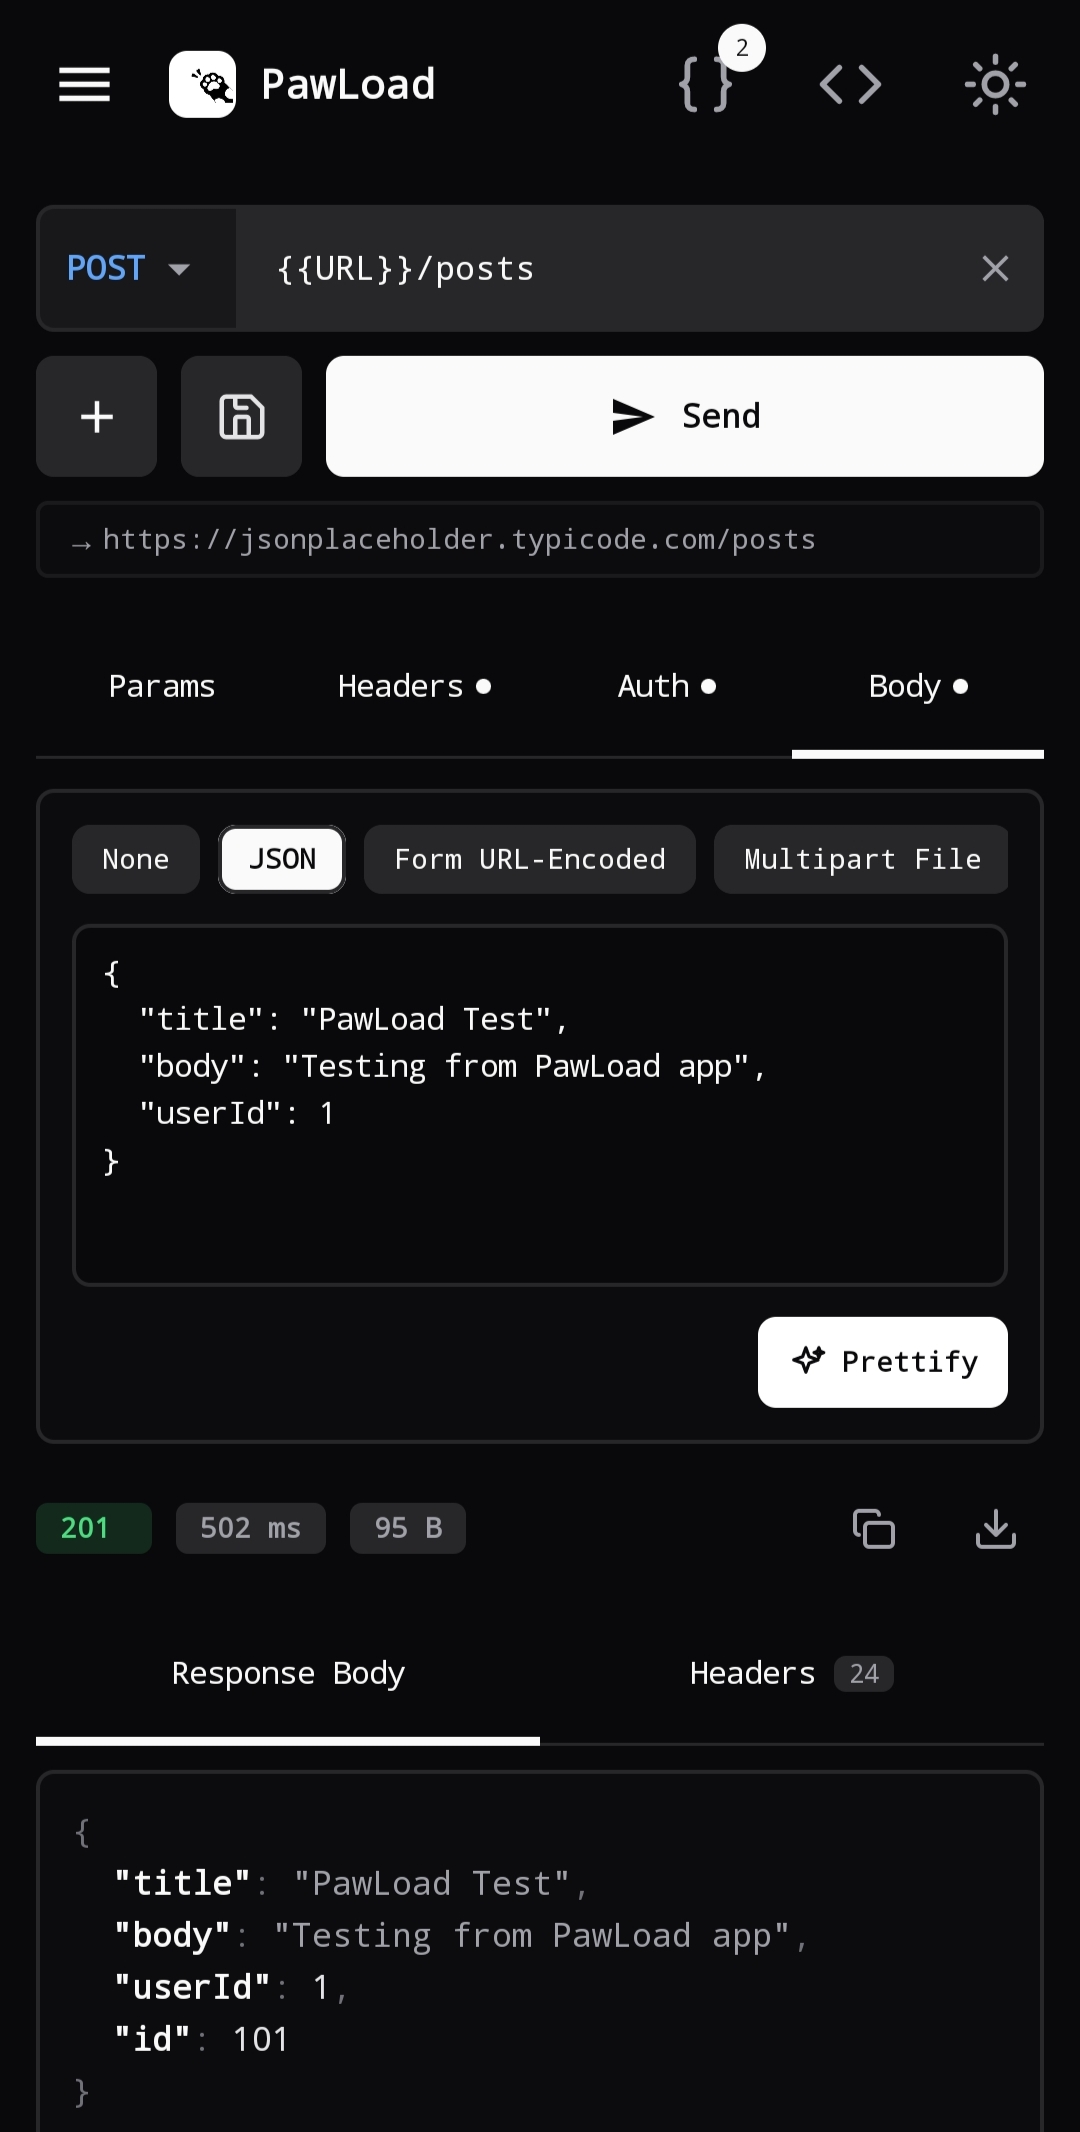 PawLoad
{ } 2
< >
POST
{{URL}}/posts
Send
→ https://jsonplaceholder.typicode.com/posts
Params Headers Auth Body
None JSON Form URL-Encoded Multipart File
{
"title": "PawLoad Test",
"body": "Testing from PawLoad app",
"userId": 1
}
Prettify
201 502 ms 95 B
Response Body Headers 24
{
"title": "PawLoad Test",
"body": "Testing from PawLoad app",
"userId": 1,
"id": 101
}